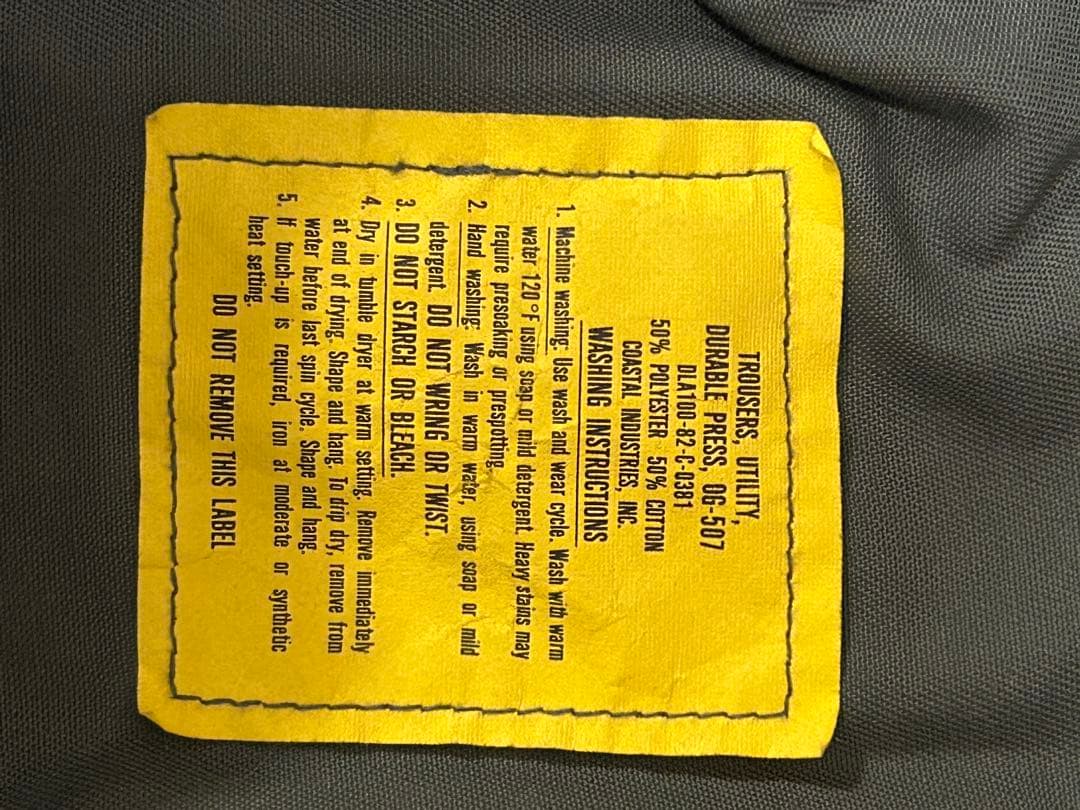 TROUSERS, UTILITY,
DURABLE PRESS, OG-507
DLA100-82-C-0381
50% POLYESTER 50% COTTON
COASTAL INDUSTRIES, INC.
WASHING INSTRUCTIONS
1. Machine washing: Use wash and wear cycle. Wash with warm
water 120 °F using soap or mild detergent. Heavy stains may
require presoaking or prespotting.
2. Hand washing: Wash in warm water, using soap or mild
detergent. DO NOT WRING OR TWIST.
3. DO NOT STARCH OR BLEACH.
4. Dry in tumble dryer at warm setting. Remove immediately
at end of drying. Shape and hang. To drip dry, remove from
water before last spin cycle. Shape and hang.
5. If touch-up is required, iron at moderate or synthetic
heat setting.
DO NOT REMOVE THIS LABEL